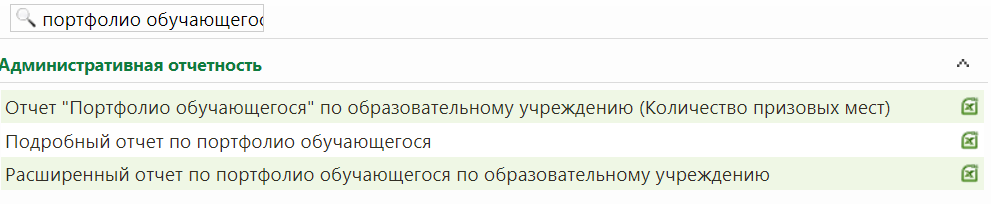 портфолио обучающегос
Административная отчетность
Отчет "Портфолио обучающегося" по образовательному учреждению (Количество призовых мест)
Подробный отчет по портфолио обучающегося
Расширенный отчет по портфолио обучающегося по образовательному учреждению